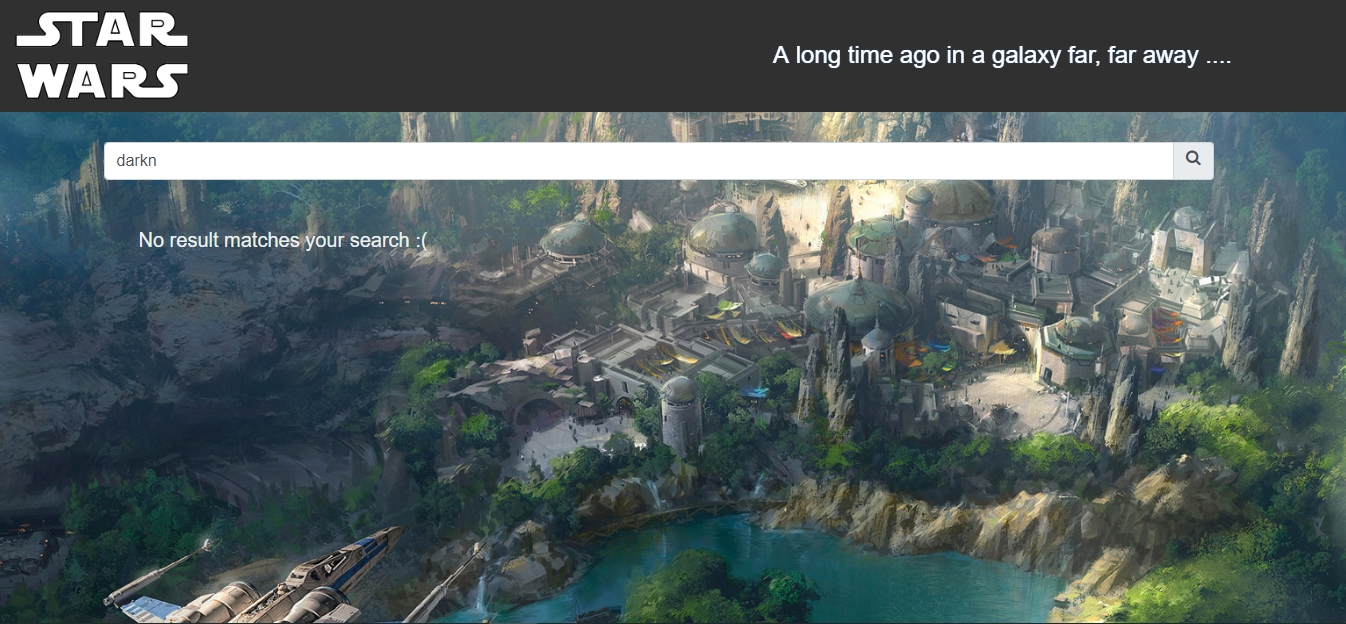 STAR
WARS
A long time ago in a galaxy far, far away ....
darkn
No result matches your search :(